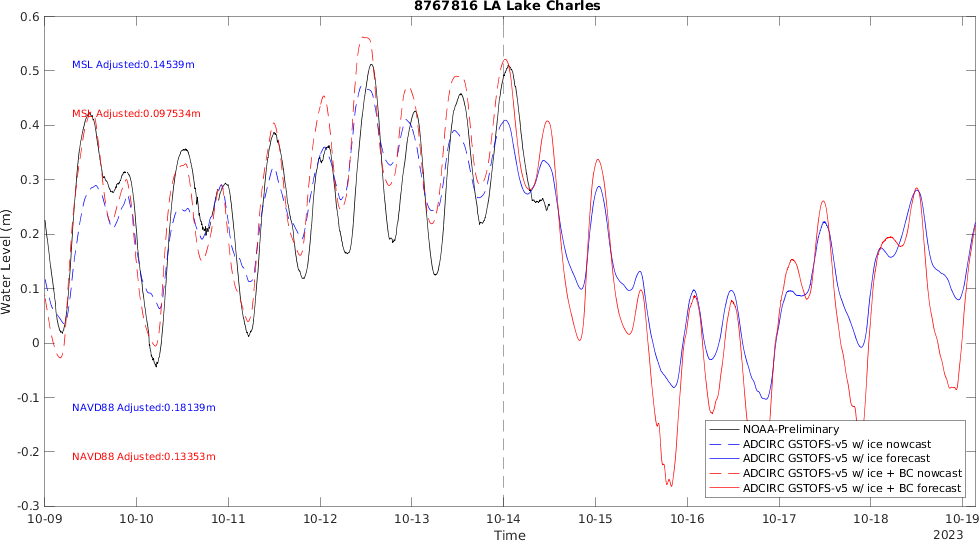 8767816 LA Lake Charles
Water Level (m)
0.6
0.5
0.4
0.3
0.2
0.1
0
-0.1
-0.2
-0.3
MSL Adjusted:0.14539m
MSL Adjusted:0.097534m
NAVD88 Adjusted:0.18139m
NAVD88 Adjusted:0.13353m
NOAA-Preliminary
ADCIRC GSTOFS-v5 w/ ice nowcast
ADCIRC GSTOFS-v5 w/ ice forecast
ADCIRC GSTOFS-v5 w/ ice + BC nowcast
ADCIRC GSTOFS-v5 w/ ice + BC forecast
10-09 10-10 10-11 10-12 10-13 10-14 10-15 10-16 10-17 10-18 10-19
Time
2023